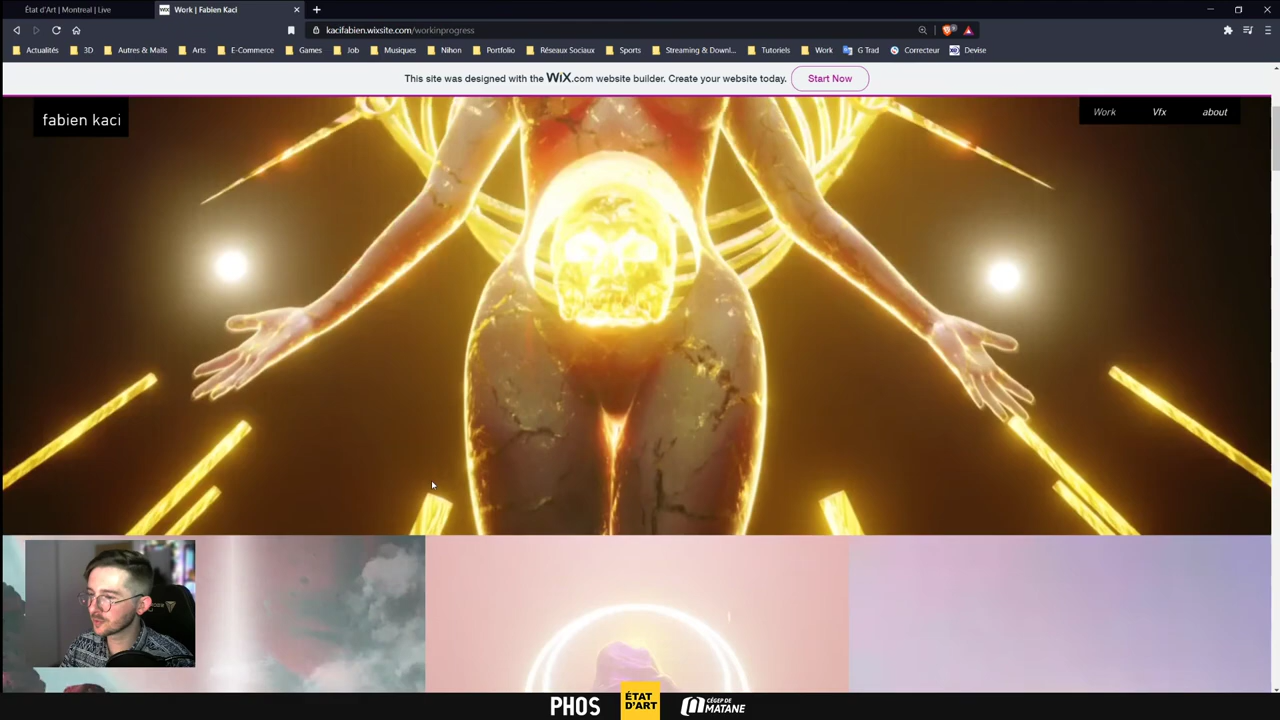 État d'Art | Montreal | Live
WiX Work | Fabien Kaci
kacifabien.wixsite.com/workinprogress
Actualités 3D Autres & Mails Arts E-Commerce Games Job Musiques Nihon Portfolio Réseaux Sociaux Sports Streaming & Downl... Tutoriels Work G Trad Correcteur Devise
This site was designed with the WiX.com website builder. Create your website today. Start Now
fabien kaci
Work Vfx about
PHOS
ÉTAT
D'ART
CÉGEP DE
MATANE